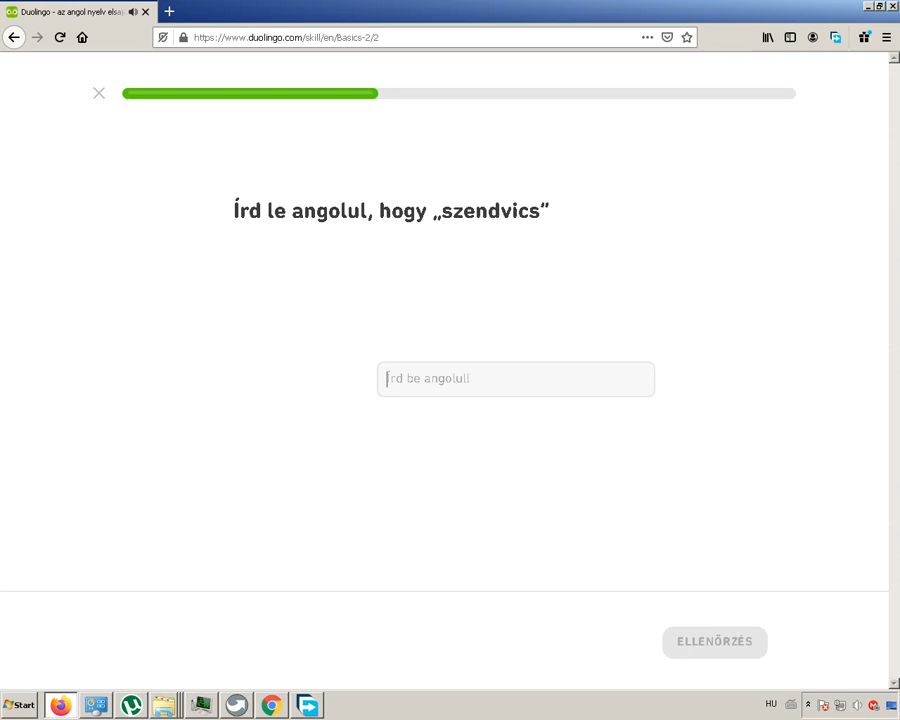 Duolingo - az angol nyelv elsa
https://www.duolingo.com/skill/en/Basics-2/2
Írd le angolul, hogy „szendvics”
Írd be angolul!
ELLENŐRZÉS
Start
HU